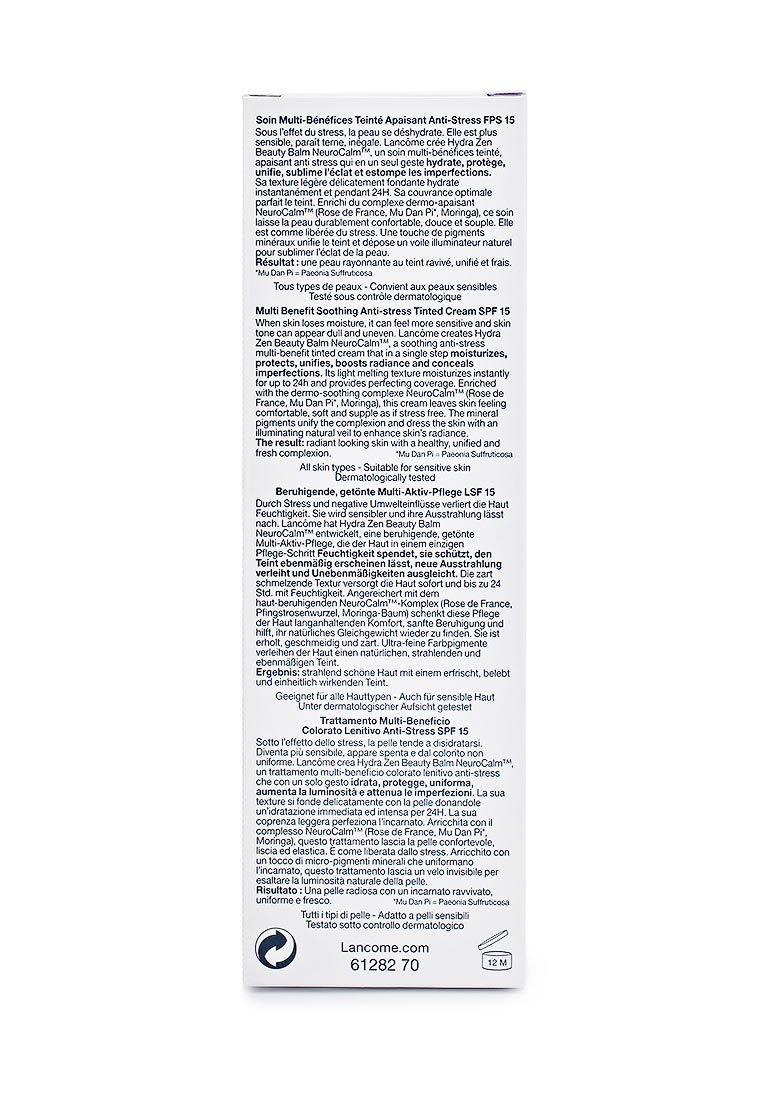 Soin Multi-Bénéfices Teinté Apaisant Anti-Stress FPS 15
Sous l'effet du stress, la peau se déshydrate. Elle est plus
sensible, paraît terne, inégale. Lancôme crée Hydra Zen
Beauty Balm NeuroCalm™, un soin multi-bénéfices teinté,
apaisant anti stress qui en un seul geste hydrate, protège,
unifie, sublime l'éclat et estompe les imperfections.
Sa texture légère délicatement fondante hydrate
instantanément et pendant 24H. Sa couvrance optimale
parfait le teint. Enrichi du complexe dermo-apaisant
NeuroCalm™ (Rose de France, Mu Dan Pi*, Moringa), ce soin
laisse la peau durablement confortable, douce et souple. Elle
est comme libérée du stress. Une touche de pigments
minéraux unifie le teint et dépose un voile illuminateur naturel
pour sublimer l'éclat de la peau.
Résultat : une peau rayonnante au teint ravivé, unifié et frais.
*Mu Dan Pi = Paeonia Suffruticosa
Tous types de peaux - Convient aux peaux sensibles
Testé sous contrôle dermatologique
Multi Benefit Soothing Anti-stress Tinted Cream SPF 15
When skin loses moisture, it can feel more sensitive and skin
tone can appear dull and uneven. Lancôme creates Hydra
Zen Beauty Balm NeuroCalm™, a soothing anti-stress
multi-benefit tinted cream that in a single step moisturizes,
protects, unifies, boosts radiance and conceals
imperfections. Its light melting texture moisturizes instantly
for up to 24h and provides perfecting coverage. Enriched
with the dermo-soothing complexe NeuroCalm™ (Rose de
France, Mu Dan Pi*, Moringa), this cream leaves skin feeling
comfortable, soft and supple as if stress free. The mineral
pigments unify the complexion and dress the skin with an
illuminating natural veil to enhance skin's radiance.
The result: radiant looking skin with a healthy, unified and
fresh complexion. *Mu Dan Pi = Paeonia Suffruticosa
All skin types - Suitable for sensitive skin
Dermatologically tested
Beruhigende, getönte Multi-Aktiv-Pflege LSF 15
Durch Stress und negative Umwelteinflüsse verliert die Haut
Feuchtigkeit. Sie wird sensibler und ihre Ausstrahlung lässt
nach. Lancôme hat Hydra Zen Beauty Balm
NeuroCalm™ entwickelt, eine beruhigende, getönte
Multi-Aktiv-Pflege, die der Haut in einem einzigen
Pflege-Schritt Feuchtigkeit spendet, sie schützt, den
Teint ebenmäßig erscheinen lässt, neue Ausstrahlung
verleiht und Unebenmäßigkeiten ausgleicht. Die zart
schmelzende Textur versorgt die Haut sofort und bis zu 24
Std. mit Feuchtigkeit. Angereichert mit dem
haut-beruhigenden NeuroCalm™-Komplex (Rose de France,
Pfingstrosenwurzel, Moringa-Baum) schenkt diese Pflege
der Haut langanhaltenden Komfort, sanfte Beruhigung und
hilft, ihr natürliches Gleichgewicht wieder zu finden. Sie ist
erholt, geschmeidig und zart. Ultra-feine Farbpigmente
verleihen der Haut einen natürlichen, strahlenden und
ebenmäßigen Teint.
Ergebnis: strahlend schöne Haut mit einem erfrischt, belebt
und einheitlich wirkenden Teint.
Geeignet für alle Hauttypen - Auch für sensible Haut
Unter dermatologischer Aufsicht getestet
Trattamento Multi-Beneficio
Colorato Lenitivo Anti-Stress SPF 15
Sotto l'effetto dello stress, la pelle tende a disidratarsi.
Diventa più sensibile, appare spenta e dal colorito non
uniforme. Lancôme crea Hydra Zen Beauty Balm NeuroCalm™,
un trattamento multi-beneficio colorato lenitivo anti-stress
che con un solo gesto idrata, protegge, uniforma,
aumenta la luminosità e attenua le imperfezioni. La sua
texture si fonde delicatamente con la pelle donandole
un'idratazione immediata ed intensa per 24H. La sua
coprenza leggera perfeziona l'incarnato. Arricchita con il
complesso NeuroCalm™ (Rose de France, Mu Dan Pi*,
Moringa), questo trattamento lascia la pelle confortevole,
liscia ed elastica. È come liberata dallo stress. Arricchito con
un tocco di micro-pigmenti minerali che uniformano
l'incarnato, questo trattamento lascia un velo invisibile per
esaltare la luminosità naturale della pelle.
Risultato : Una pelle radiosa con un incarnato ravvivato,
uniforme e fresco. *Mu Dan Pi = Paeonia Suffruticosa
Tutti i tipi di pelle - Adatto a pelli sensibili
Testato sotto controllo dermatologico
Lancome.com
61282 70
12 M